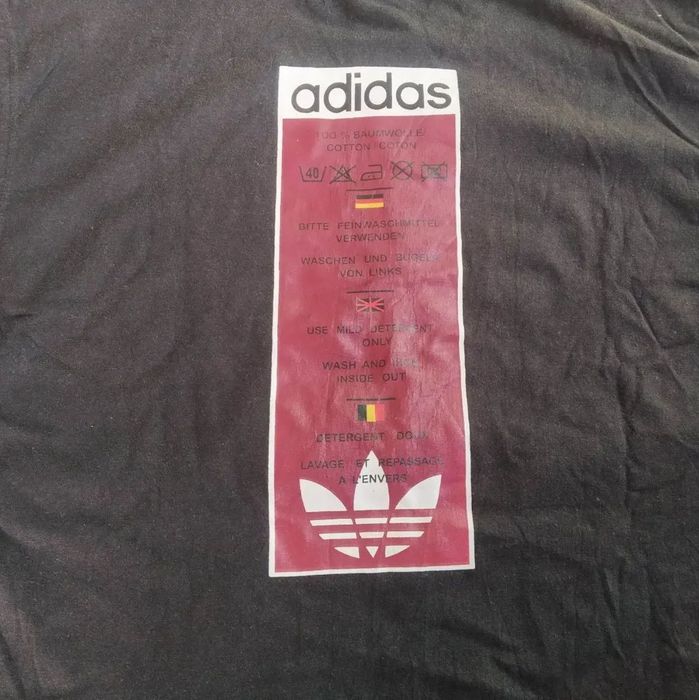 adidas
100 % BAUMWOLLE
COTTON COTON
40
BITTE FEINWASCHMITTEL
VERWENDEN
WASCHEN UND BÜGELN
VON LINKS
USE MILD DETERGENT
ONLY
WASH AND IRON
INSIDE OUT
DETERGENT DOUX
LAVAGE ET REPASSAGE
A L'ENVERS